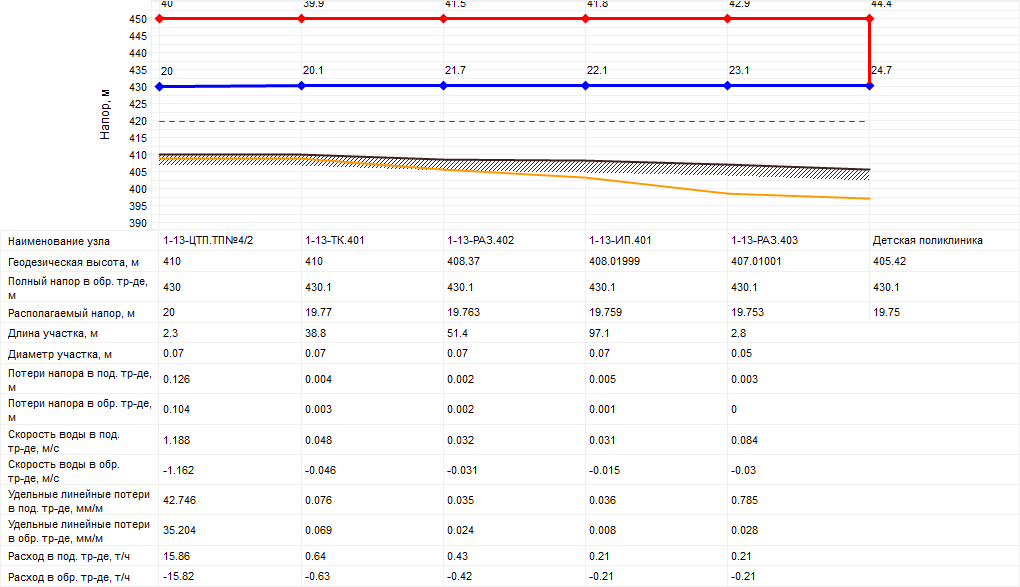 40 39.9 41.5 41.8 42.9 44.4
450
445
440
435 20 20.1 21.7 22.1 23.1 24.7
430
425
420
415
410
405
400
395
390
Напор, м
Наименование узла 1-13-ЦТП.ТП№4/2 1-13-ТК.401 1-13-РАЗ.402 1-13-ИП.401 1-13-РАЗ.403 Детская поликлиника
Геодезическая высота, м 410 410 408.37 408.01999 407.01001 405.42
Полный напор в обр. тр-де,
м 430 430.1 430.1 430.1 430.1 430.1
Располагаемый напор, м 20 19.77 19.763 19.759 19.753 19.75
Длина участка, м 2.3 38.8 51.4 97.1 2.8
Диаметр участка, м 0.07 0.07 0.07 0.07 0.05
Потери напора в под. тр-де,
м 0.126 0.004 0.002 0.005 0.003
Потери напора в обр. тр-де,
м 0.104 0.003 0.002 0.001 0
Скорость воды в под.
тр-де, м/с 1.188 0.048 0.032 0.031 0.084
Скорость воды в обр.
тр-де, м/с -1.162 -0.046 -0.031 -0.015 -0.03
Удельные линейные потери
в под. тр-де, мм/м 42.746 0.076 0.035 0.036 0.785
Удельные линейные потери
в обр. тр-де, мм/м 35.204 0.069 0.024 0.008 0.028
Расход в под. тр-де, т/ч 15.86 0.64 0.43 0.21 0.21
Расход в обр. тр-де, т/ч -15.82 -0.63 -0.42 -0.21 -0.21